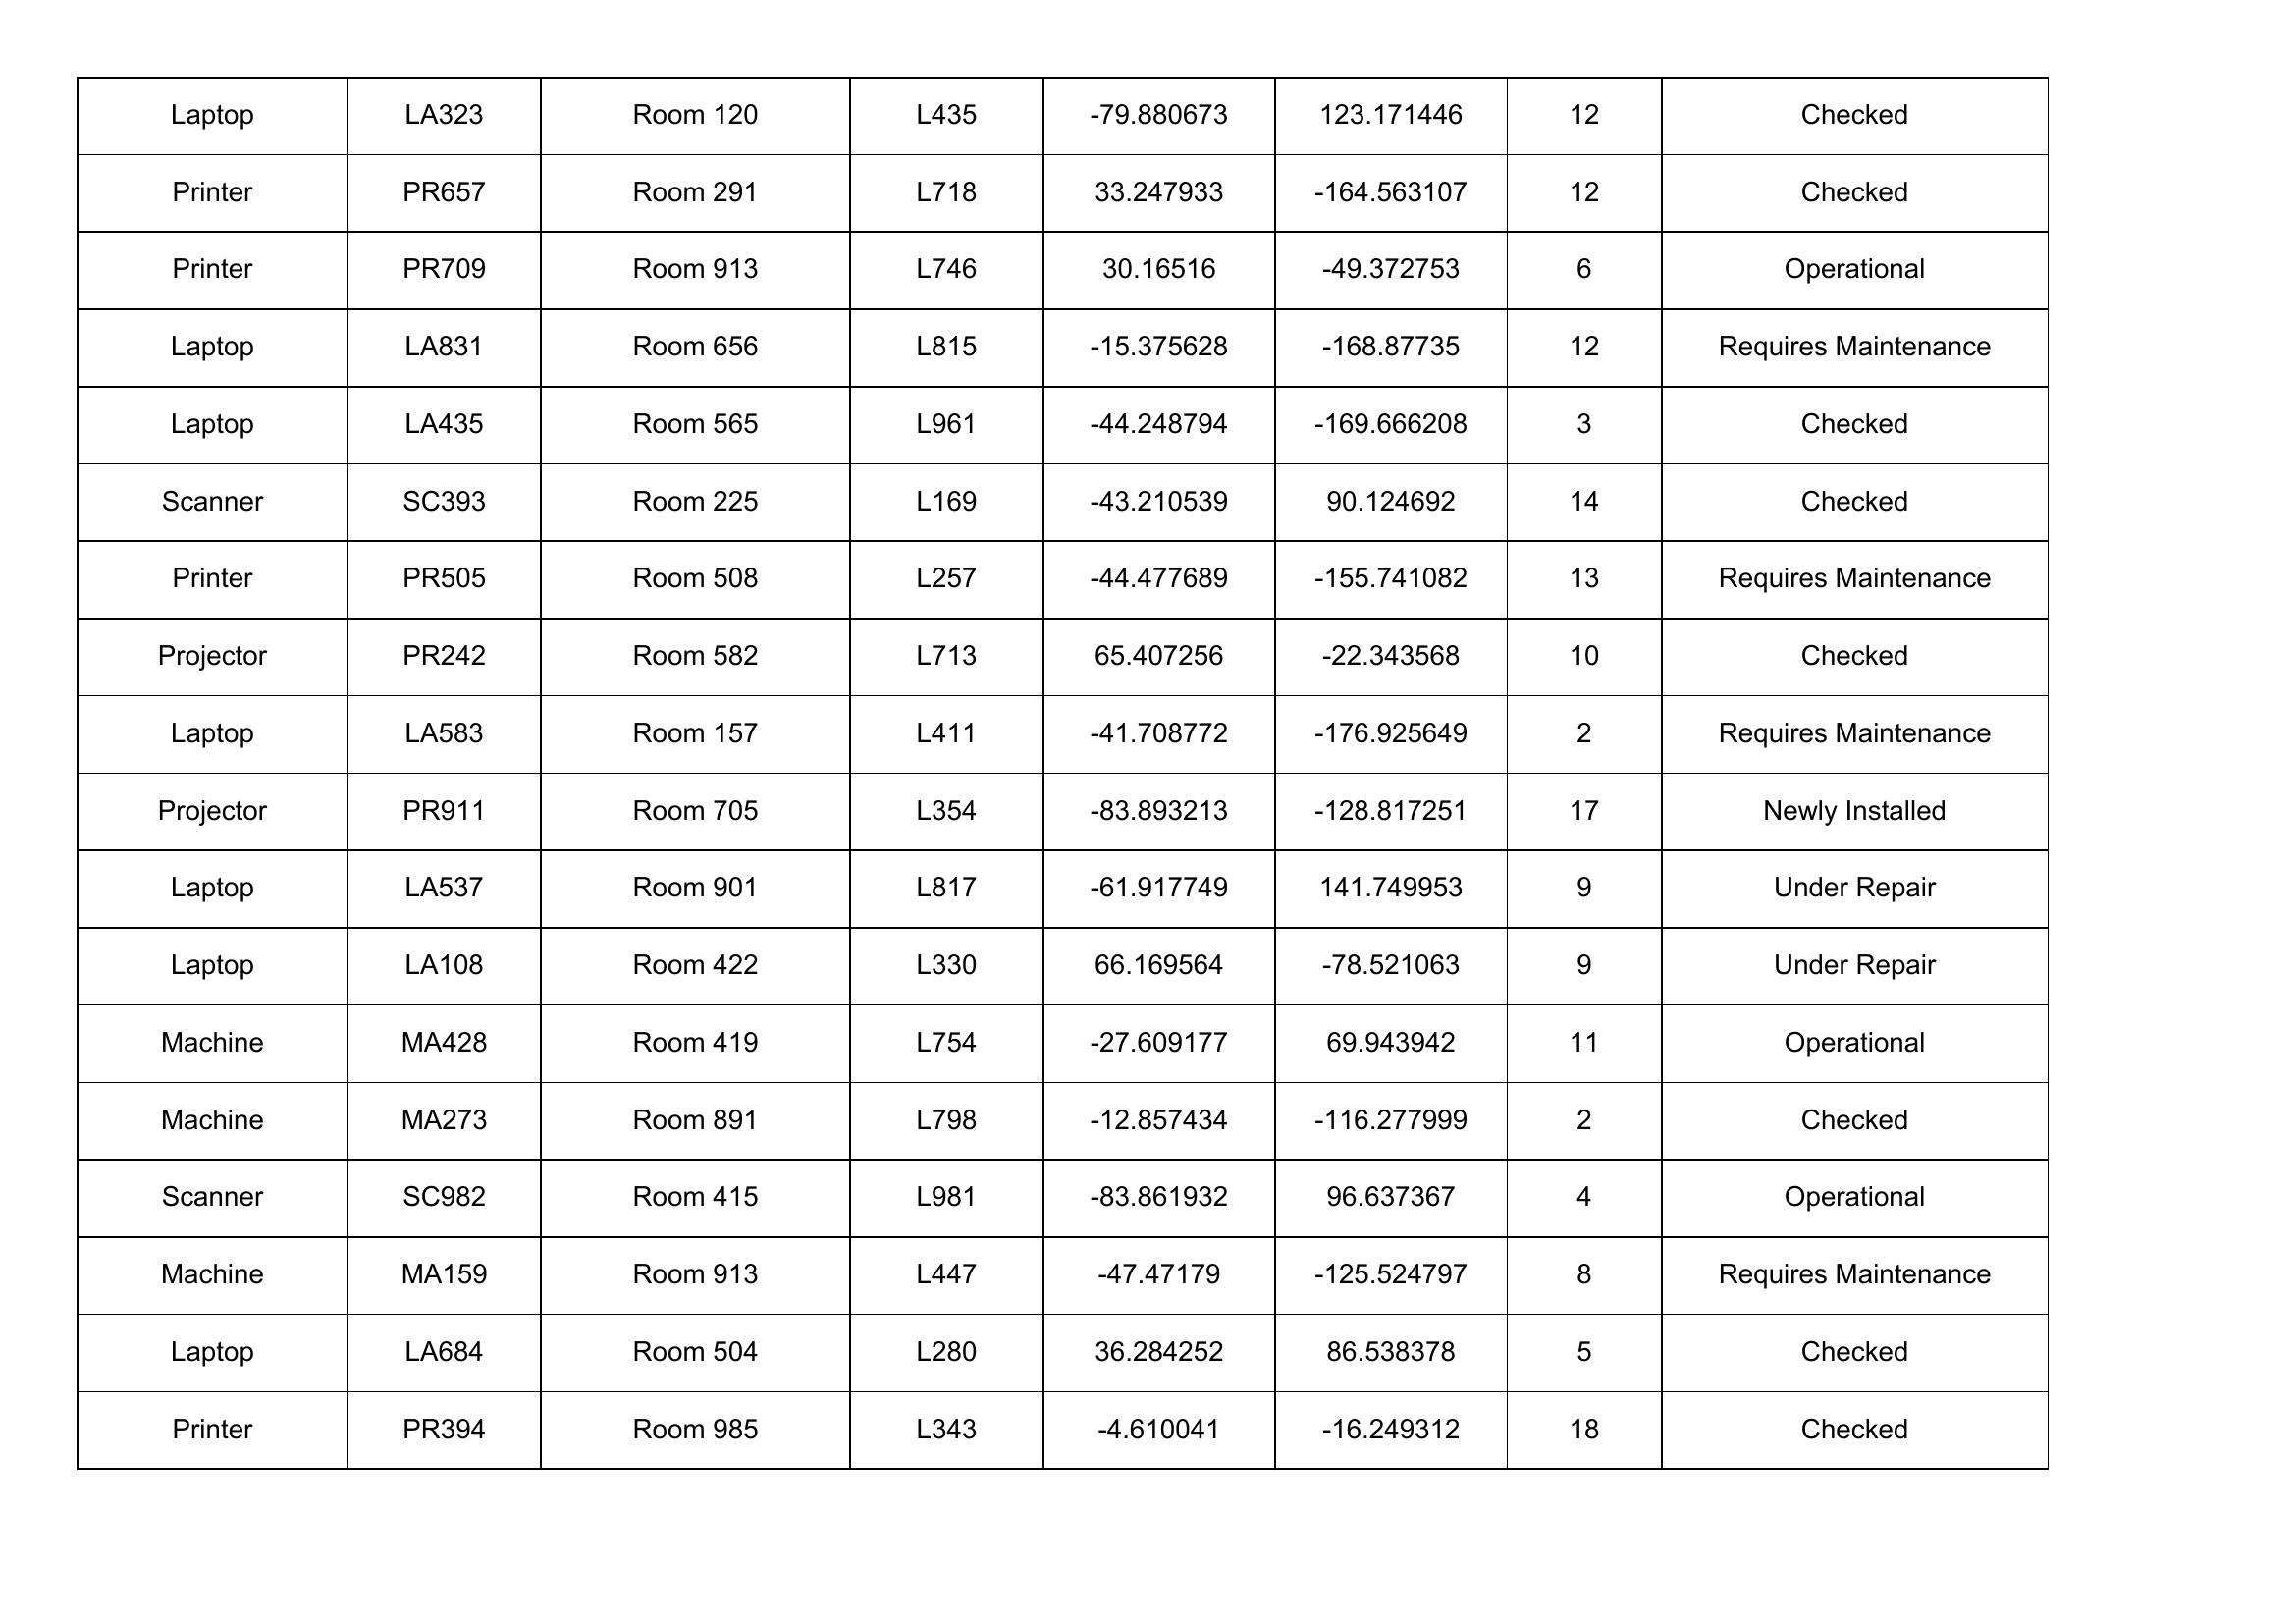 Laptop LA323 Room 120 L435 -79.880673 123.171446 12 Checked
Printer PR657 Room 291 L718 33.247933 -164.563107 12 Checked
Printer PR709 Room 913 L746 30.16516 -49.372753 6 Operational
Laptop LA831 Room 656 L815 -15.375628 -168.87735 12 Requires Maintenance
Laptop LA435 Room 565 L961 -44.248794 -169.666208 3 Checked
Scanner SC393 Room 225 L169 -43.210539 90.124692 14 Checked
Printer PR505 Room 508 L257 -44.477689 -155.741082 13 Requires Maintenance
Projector PR242 Room 582 L713 65.407256 -22.343568 10 Checked
Laptop LA583 Room 157 L411 -41.708772 -176.925649 2 Requires Maintenance
Projector PR911 Room 705 L354 -83.893213 -128.817251 17 Newly Installed
Laptop LA537 Room 901 L817 -61.917749 141.749953 9 Under Repair
Laptop LA108 Room 422 L330 66.169564 -78.521063 9 Under Repair
Machine MA428 Room 419 L754 -27.609177 69.943942 11 Operational
Machine MA273 Room 891 L798 -12.857434 -116.277999 2 Checked
Scanner SC982 Room 415 L981 -83.861932 96.637367 4 Operational
Machine MA159 Room 913 L447 -47.47179 -125.524797 8 Requires Maintenance
Laptop LA684 Room 504 L280 36.284252 86.538378 5 Checked
Printer PR394 Room 985 L343 -4.610041 -16.249312 18 Checked